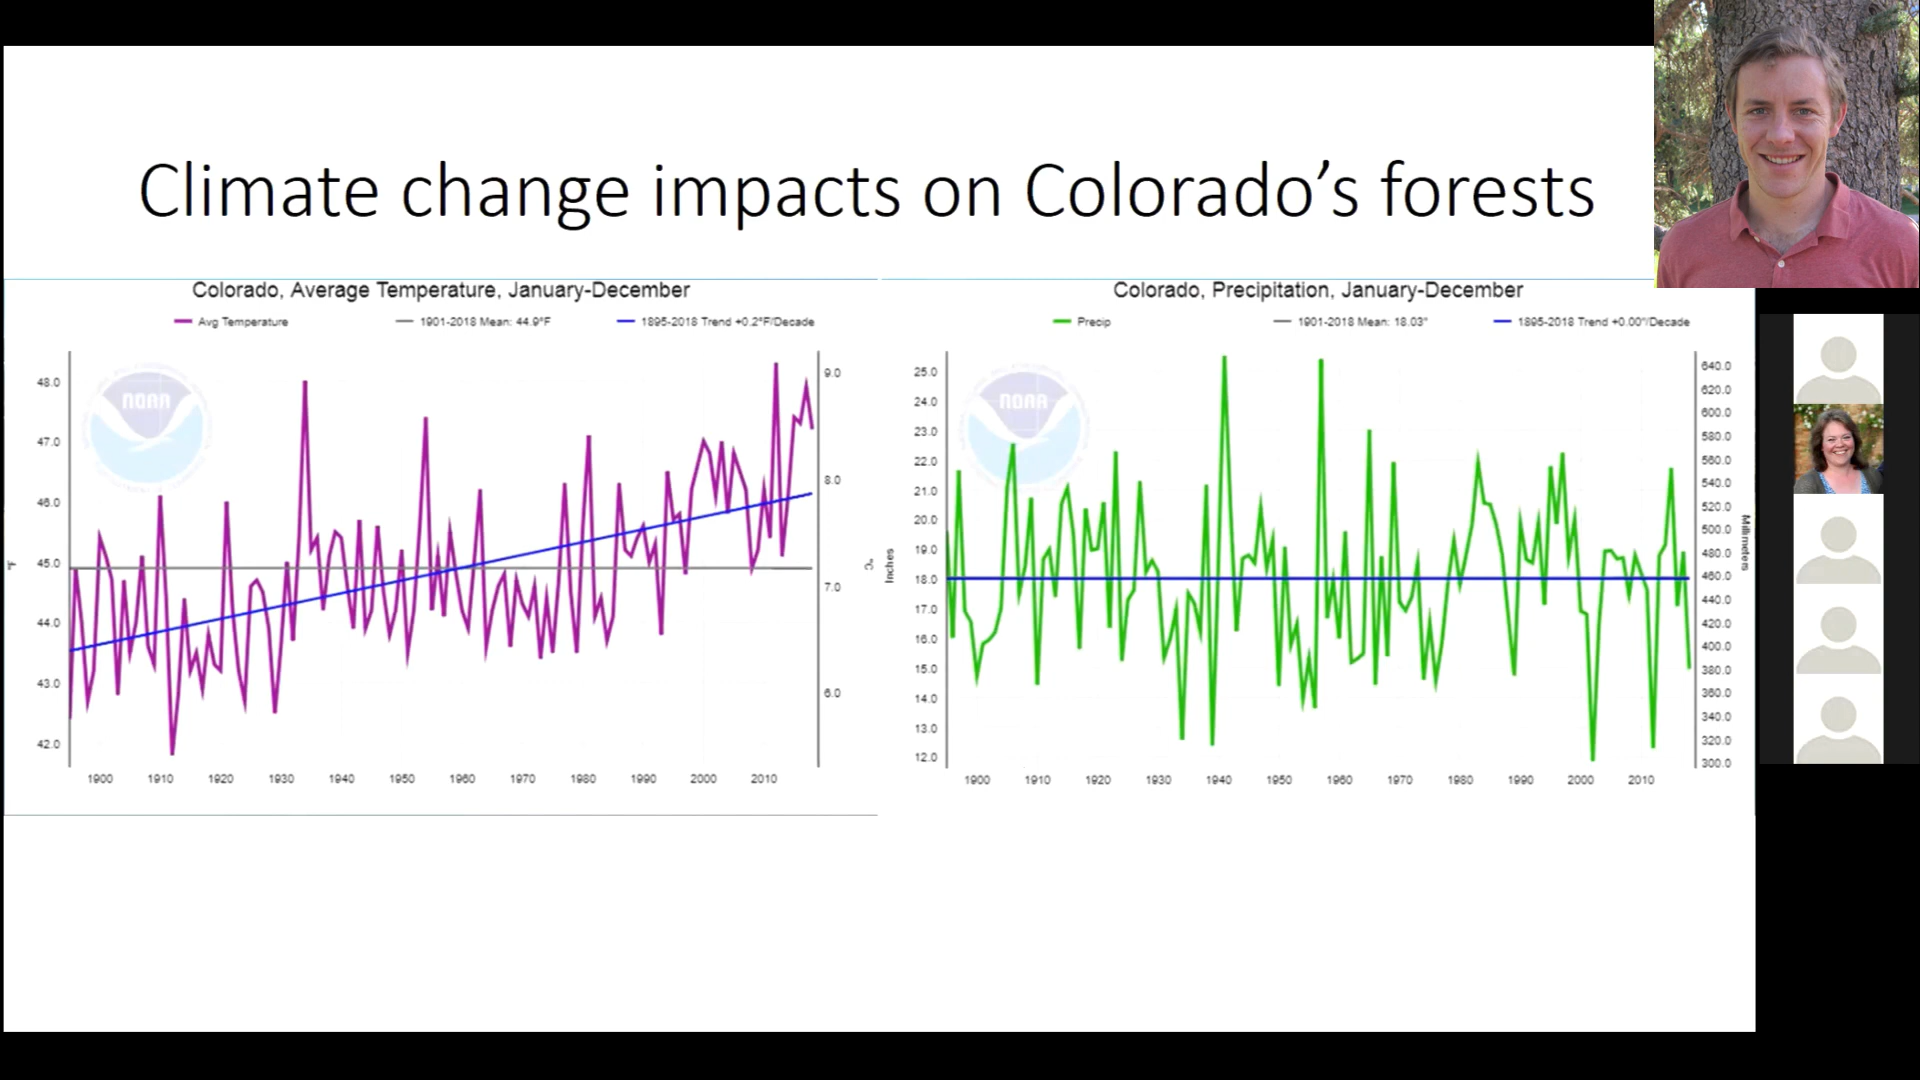 Climate change impacts on Colorado's forests
Colorado, Average Temperature, January-December
Avg Temperature
1901-2018 Mean: 44.9°F
1895-2018 Trend +0.2°F/Decade
NOAA
48.0
47.0
46.0
45.0
44.0
43.0
42.0
°F
9.0
8.0
7.0
6.0
°C
1900 1910 1920 1930 1940 1950 1960 1970 1980 1990 2000 2010
Colorado, Precipitation, January-December
Precip
1901-2018 Mean: 18.03"
1895-2018 Trend +0.00"/Decade
NOAA
25.0
24.0
23.0
22.0
21.0
20.0
19.0
18.0
17.0
16.0
15.0
14.0
13.0
12.0
Inches
640.0
620.0
600.0
580.0
560.0
540.0
520.0
500.0
480.0
460.0
440.0
420.0
400.0
380.0
360.0
340.0
320.0
300.0
Millimeters
1900 1910 1920 1930 1940 1950 1960 1970 1980 1990 2000 2010